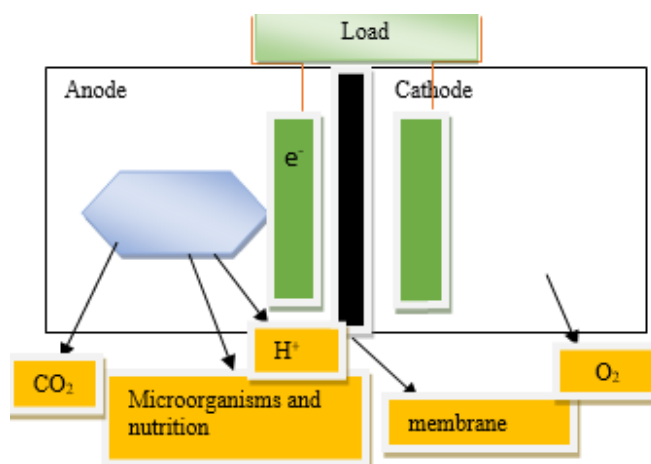 Load
Anode
Cathode
e⁻
H⁺
CO₂
O₂
Microorganisms and
nutrition
membrane